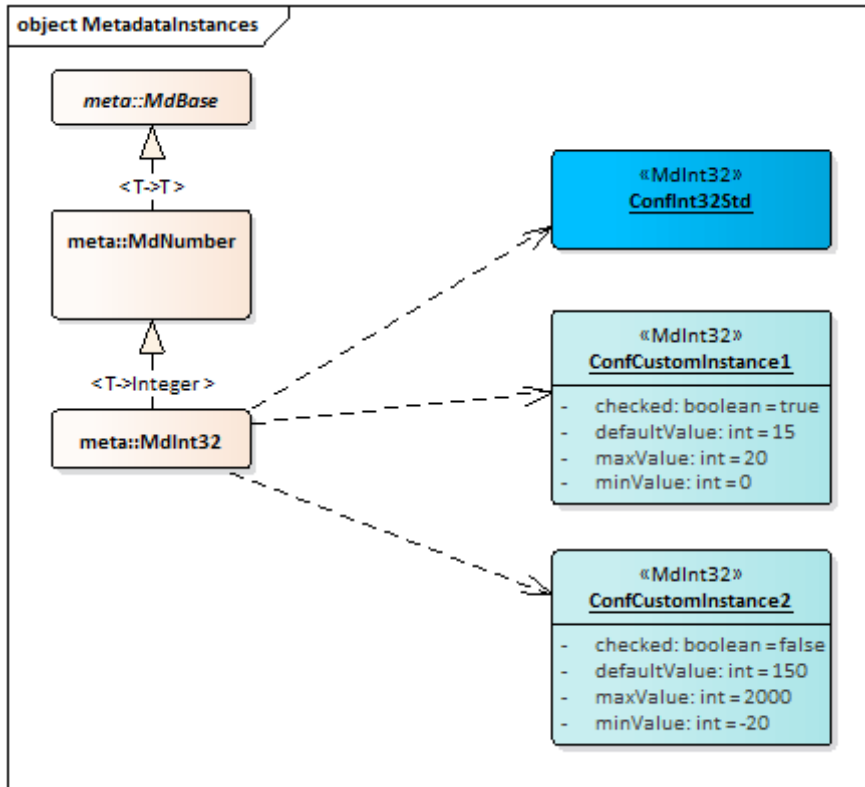 object MetadataInstances
meta::MdBase
<T->T>
meta::MdNumber
<T->Integer>
meta::MdInt32
«MdInt32»
ConfInt32Std
«MdInt32»
ConfCustomInstance1
- checked: boolean = true
- defaultValue: int = 15
- maxValue: int = 20
- minValue: int = 0
«MdInt32»
ConfCustomInstance2
- checked: boolean = false
- defaultValue: int = 150
- maxValue: int = 2000
- minValue: int = -20